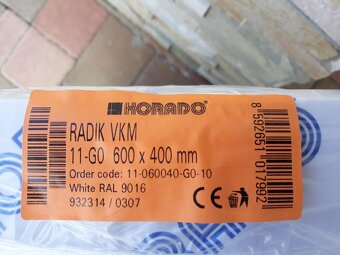 KORADO
RADIK VKM
11-G0 600 x 400 mm
Order code: 11-060040-G0-10
White RAL 9016
932314 / 0307
CE
8 592651 017992